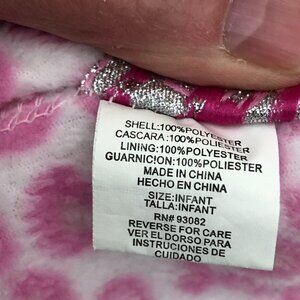 SHELL:100%POLYESTER
CASCARA:100%POLIESTER
LINING:100%POLYESTER
GUARNICION:100%POLIESTER
MADE IN CHINA
HECHO EN CHINA
SIZE:INFANT
TALLA:INFANT
RN# 93082
REVERSE FOR CARE
VER EL DORSO PARA
INSTRUCIONES DE
CUIDADO